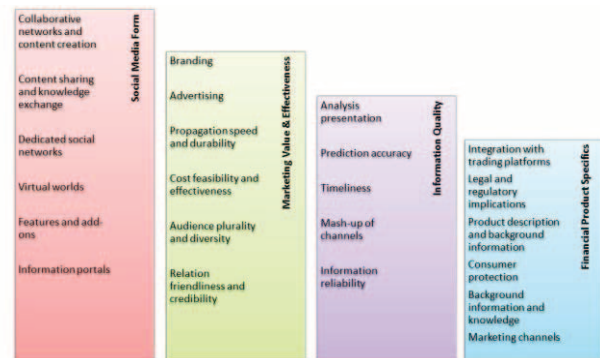 Social Media Form
Collaborative
networks and
content creation
Content sharing
and knowledge
exchange
Dedicated social
networks
Virtual worlds
Features and add-
ons
Information portals
Marketing Value & Effectiveness
Branding
Advertising
Propagation speed
and durability
Cost feasibility and
effectiveness
Audience plurality
and diversity
Relation
friendliness and
credibility
Information Quality
Analysis
presentation
Prediction accuracy
Timeliness
Mash-up of
channels
Information
reliability
Financial Product Specifics
Integration with
trading platforms
Legal and
regulatory
implications
Product description
and background
information
Consumer
protection
Background
information and
knowledge
Marketing channels